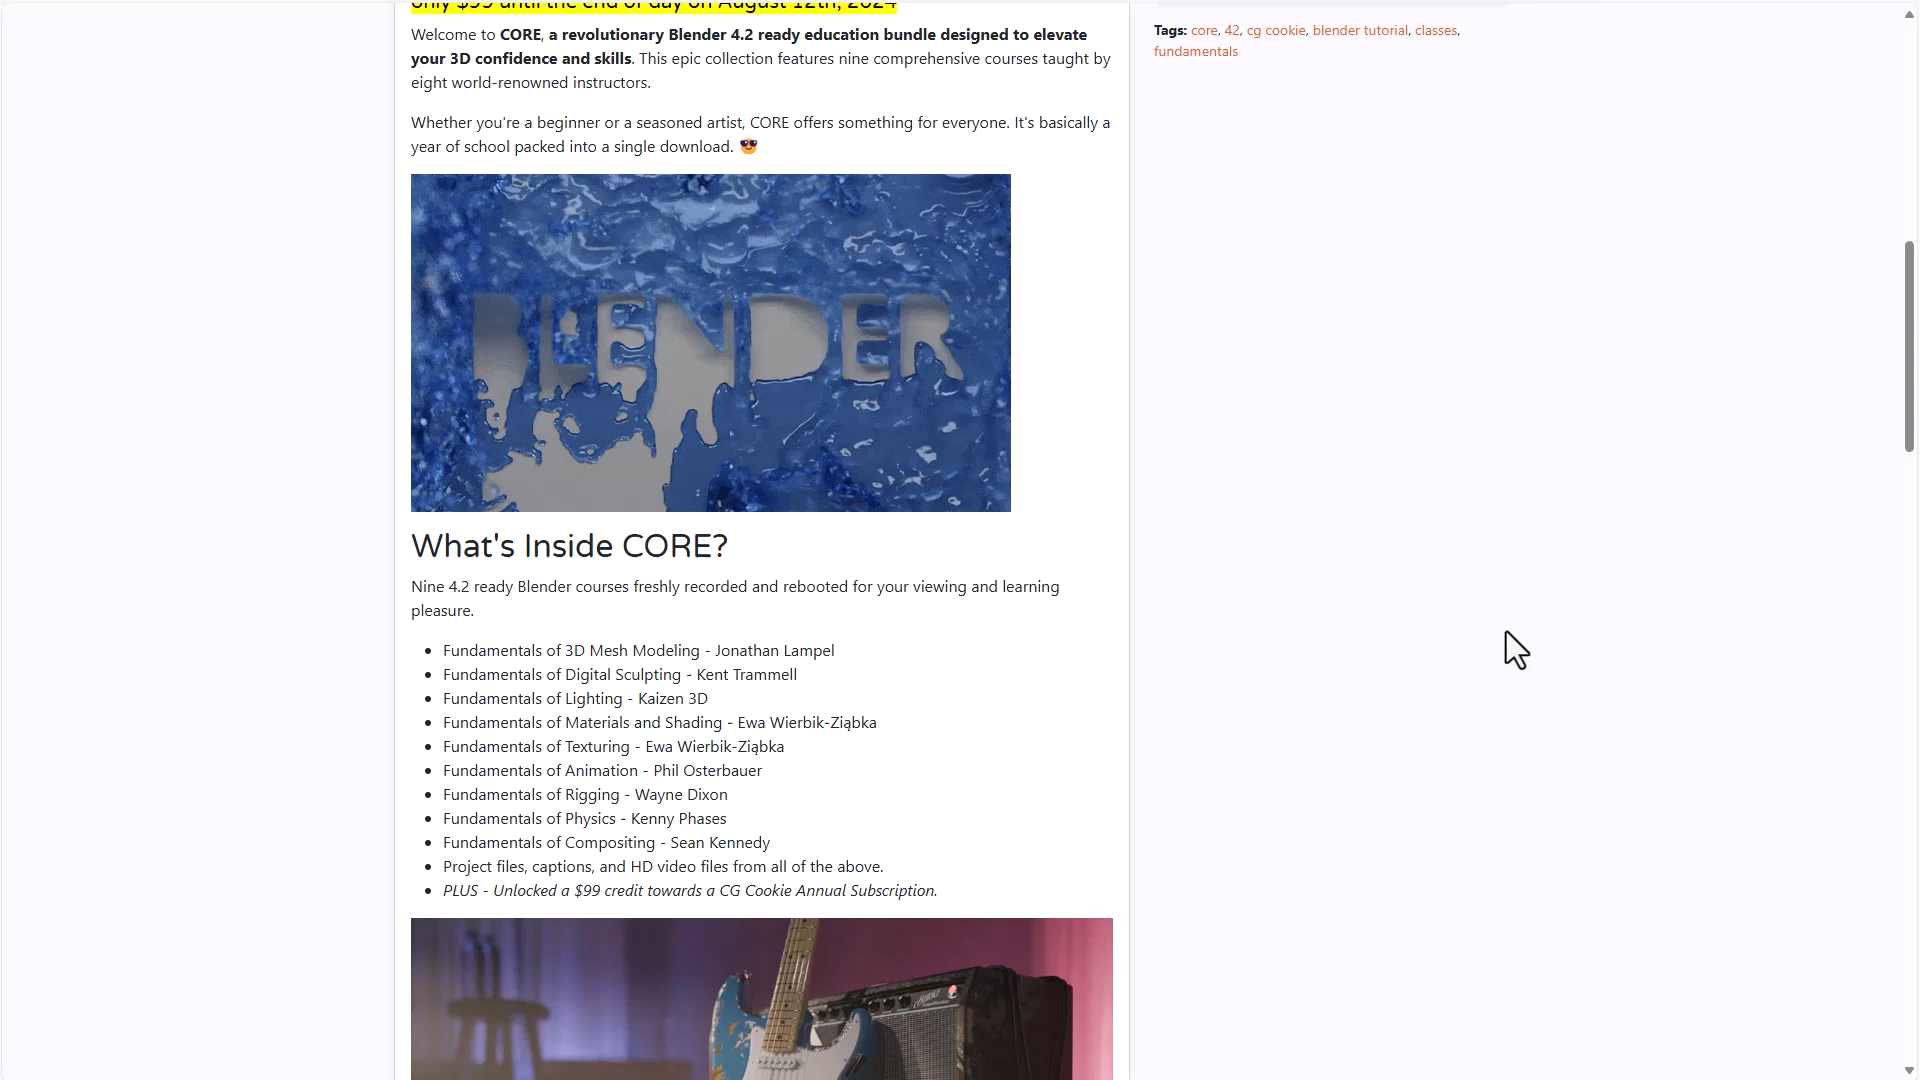 only $99 until the end of day on August 12th, 2024
Welcome to CORE, a revolutionary Blender 4.2 ready education bundle designed to elevate
your 3D confidence and skills. This epic collection features nine comprehensive courses taught by
eight world-renowned instructors.
Whether you're a beginner or a seasoned artist, CORE offers something for everyone. It's basically a
year of school packed into a single download. 😎
BLENDER
What's Inside CORE?
Nine 4.2 ready Blender courses freshly recorded and rebooted for your viewing and learning
pleasure.
• Fundamentals of 3D Mesh Modeling - Jonathan Lampel
• Fundamentals of Digital Sculpting - Kent Trammell
• Fundamentals of Lighting - Kaizen 3D
• Fundamentals of Materials and Shading - Ewa Wierbik-Ziąbka
• Fundamentals of Texturing - Ewa Wierbik-Ziąbka
• Fundamentals of Animation - Phil Osterbauer
• Fundamentals of Rigging - Wayne Dixon
• Fundamentals of Physics - Kenny Phases
• Fundamentals of Compositing - Sean Kennedy
• Project files, captions, and HD video files from all of the above.
• PLUS - Unlocked a $99 credit towards a CG Cookie Annual Subscription.
Tags: core, 42, cg cookie, blender tutorial, classes,
fundamentals